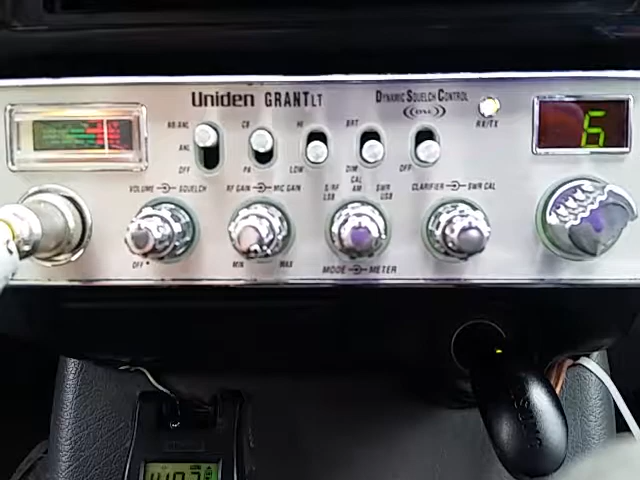 Uniden GRANT LT
DYNAMIC SQUELCH CONTROL
(DSC)
RX/TX
6
NB/ANL
ANL
OFF
CB
PA
HI
LOW
BRT
DIM
OFF
VOLUME SQUELCH
OFF
RF GAIN MIC GAIN
MIN MAX
S/RF CAL SWR
LSB AM USB
MODE METER
CLARIFIER SWR CAL